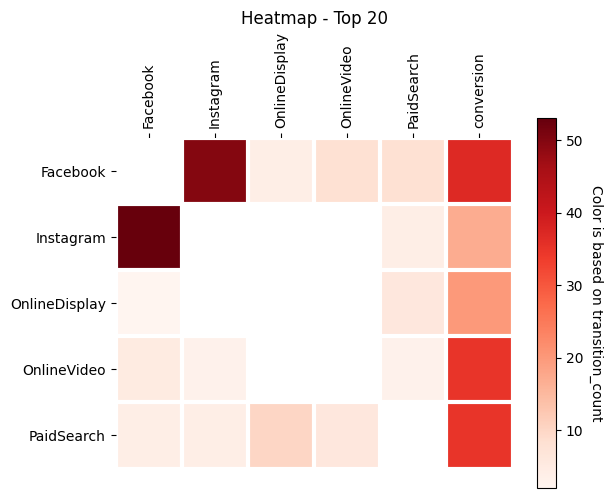 Heatmap - Top 20
Facebook
Instagram
OnlineDisplay
OnlineVideo
PaidSearch
conversion
Facebook
Instagram
OnlineDisplay
OnlineVideo
PaidSearch
50
40
30
20
10
Color is based on transition_count